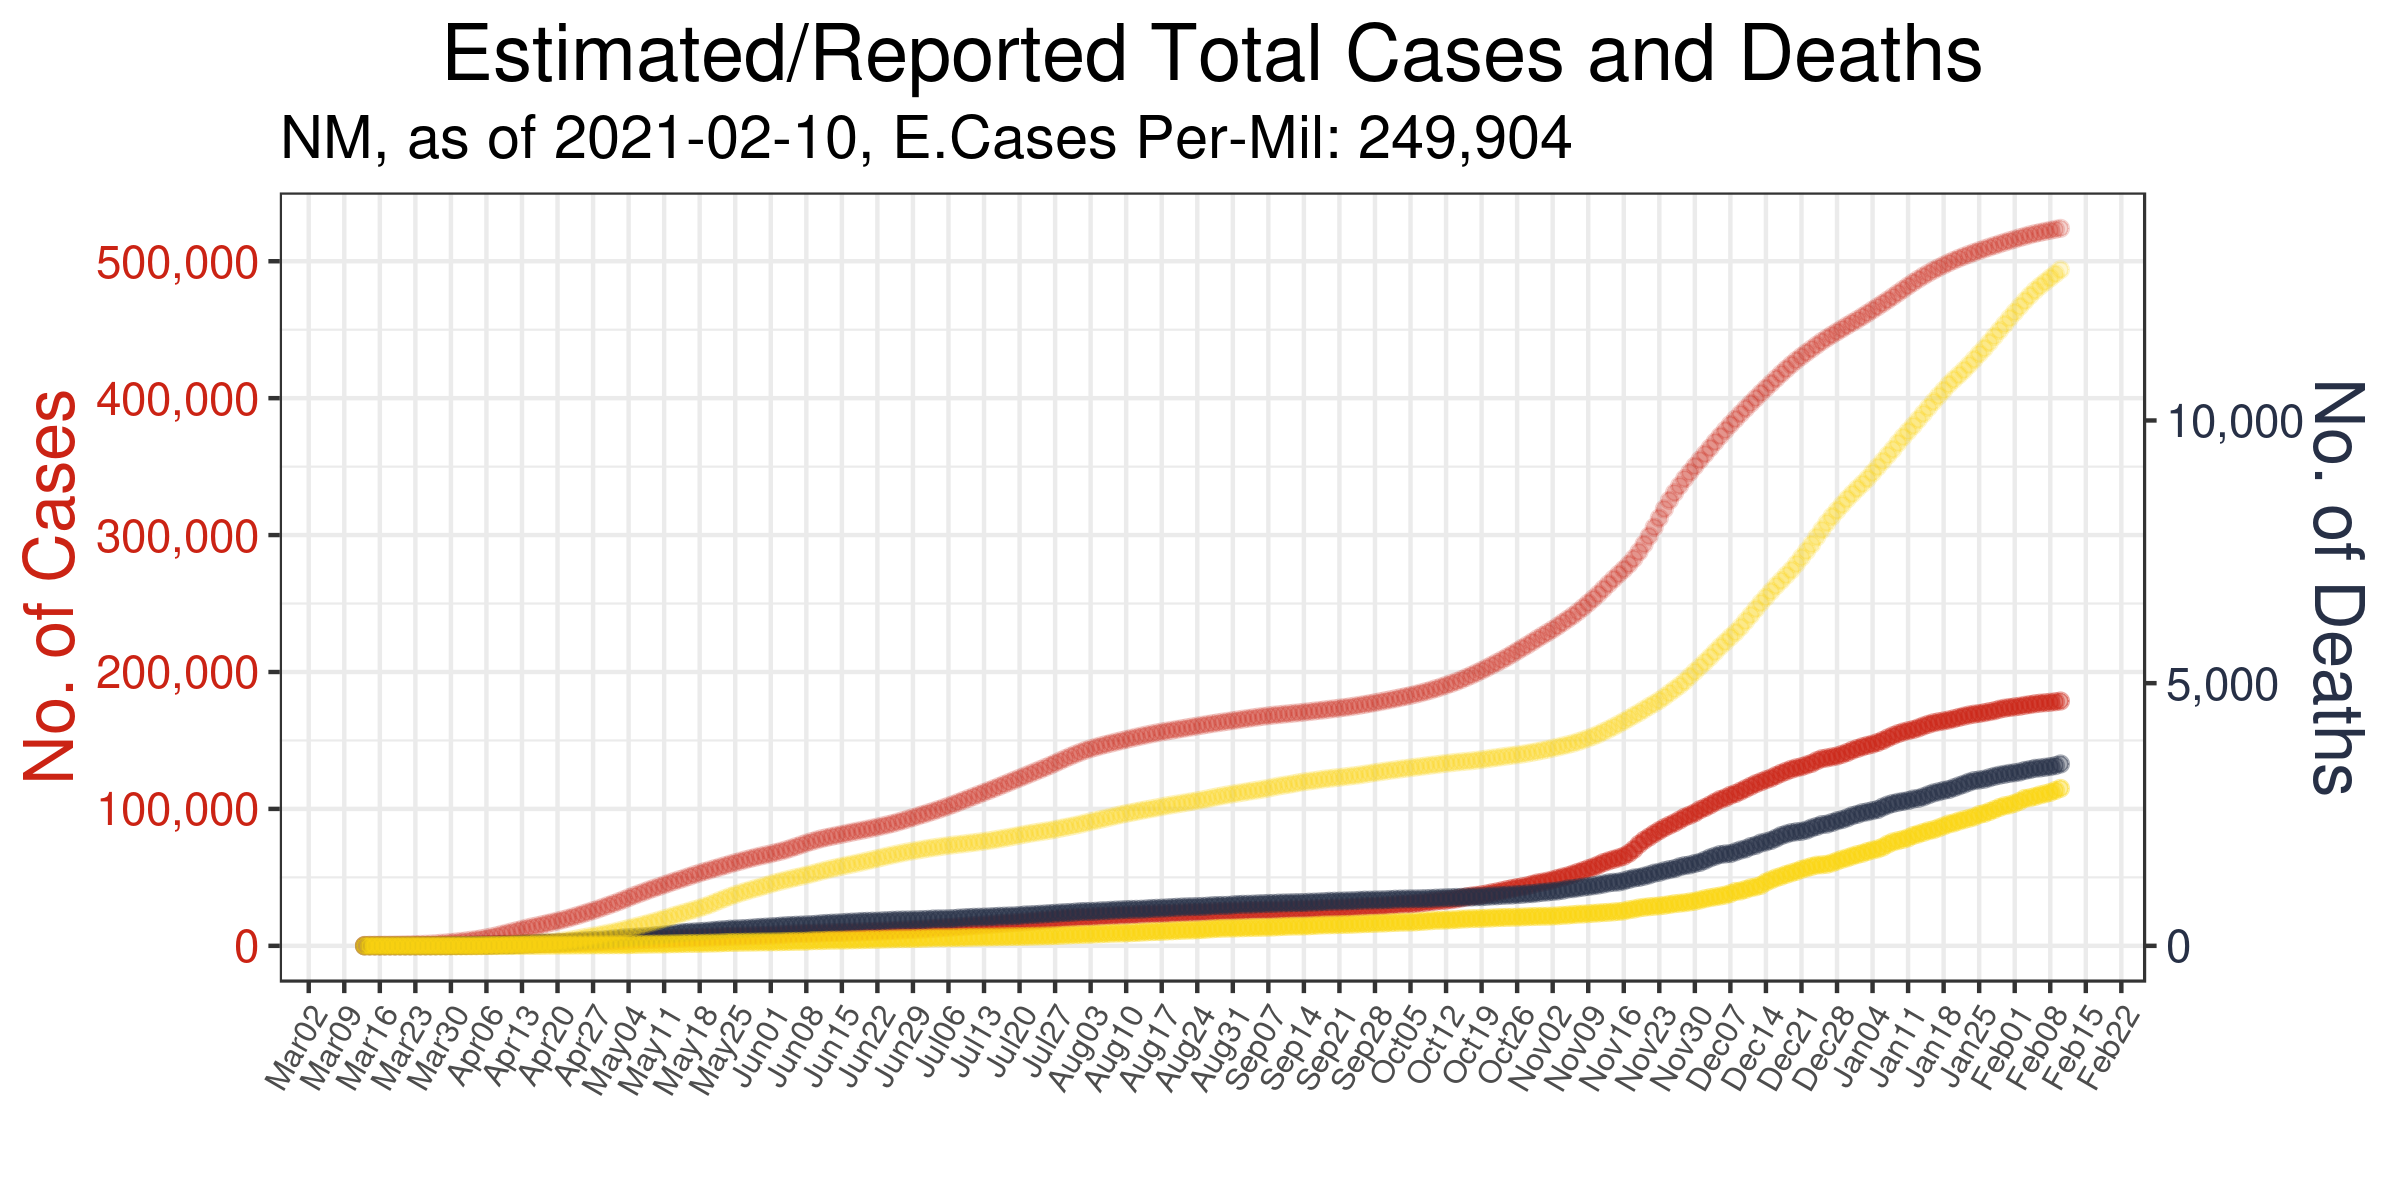 Estimated/Reported Total Cases and Deaths
NM, as of 2021-02-10, E.Cases Per-Mil: 249,904
No. of Cases
500,000
400,000
300,000
200,000
100,000
0
10,000
5,000
0
No. of Deaths
Mar02
Mar09
Mar16
Mar23
Mar30
Apr06
Apr13
Apr20
Apr27
May04
May11
May18
May25
Jun01
Jun08
Jun15
Jun22
Jun29
Jul06
Jul13
Jul20
Jul27
Aug03
Aug10
Aug17
Aug24
Aug31
Sep07
Sep14
Sep21
Sep28
Oct05
Oct12
Oct19
Oct26
Nov02
Nov09
Nov16
Nov23
Nov30
Dec07
Dec14
Dec21
Dec28
Jan04
Jan11
Jan18
Jan25
Feb01
Feb08
Feb15
Feb22